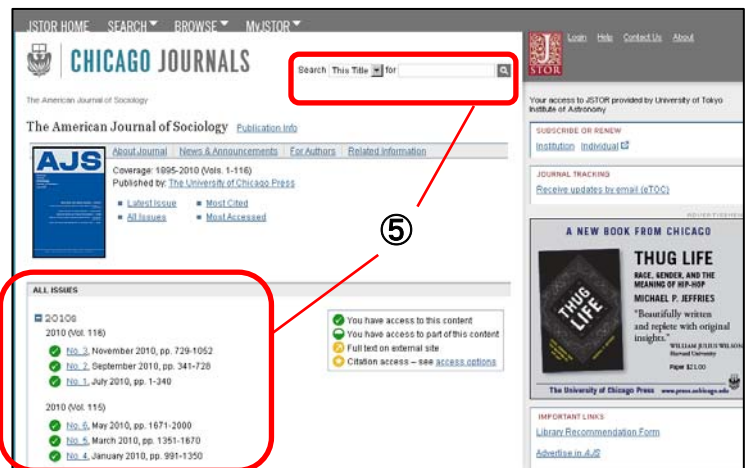 JSTOR HOME SEARCH BROWSE MyJSTOR
CHICAGO JOURNALS
Search This Title for
JSTOR
Login Help Contact Us About
The American Journal of Sociology
Your access to JSTOR provided by University of Tokyo
Institute of Astronomy
The American Journal of Sociology Publication Info
SUBSCRIBE OR RENEW
Institution Individual
AJS
About Journal News & Announcements For Authors Related Information
Coverage: 1895-2010 (Vols. 1-116)
Published by: The University of Chicago Press
Latest Issue Most Cited
All Issues Most Accessed
JOURNAL TRACKING
Receive updates by email (eTOC)
ADVERTISEMEN
⑤
A NEW BOOK FROM CHICAGO
THUG LIFE
THUG LIFE
RACE, GENDER, AND THE
MEANING OF HIP-HOP
MICHAEL P. JEFFRIES
"Beautifully written
and replete with original
insights."
WILLIAM JULIUS WILSON
Harvard University
Paper $21.00
The University of Chicago Press www.press.uchicago.edu
ALL ISSUES
2010s
2010 (Vol. 116)
No. 3, November 2010, pp. 729-1052
No. 2, September 2010, pp. 341-728
No. 1, July 2010, pp. 1-340
2010 (Vol. 115)
No. 6, May 2010, pp. 1671-2000
No. 5, March 2010, pp. 1351-1670
No. 4, January 2010, pp. 991-1350
You have access to this content
You have access to part of this content
Full text on external site
Citation access – see access options
IMPORTANT LINKS
Library Recommendation Form
Advertise in AJS